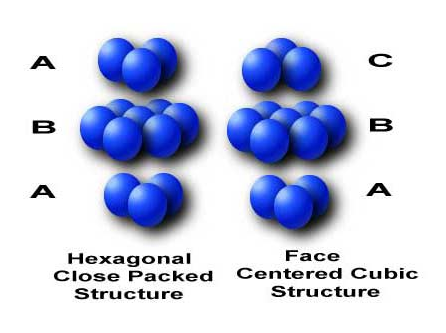 A
C
B
B
A
A
Hexagonal
Close Packed
Structure
Face
Centered Cubic
Structure